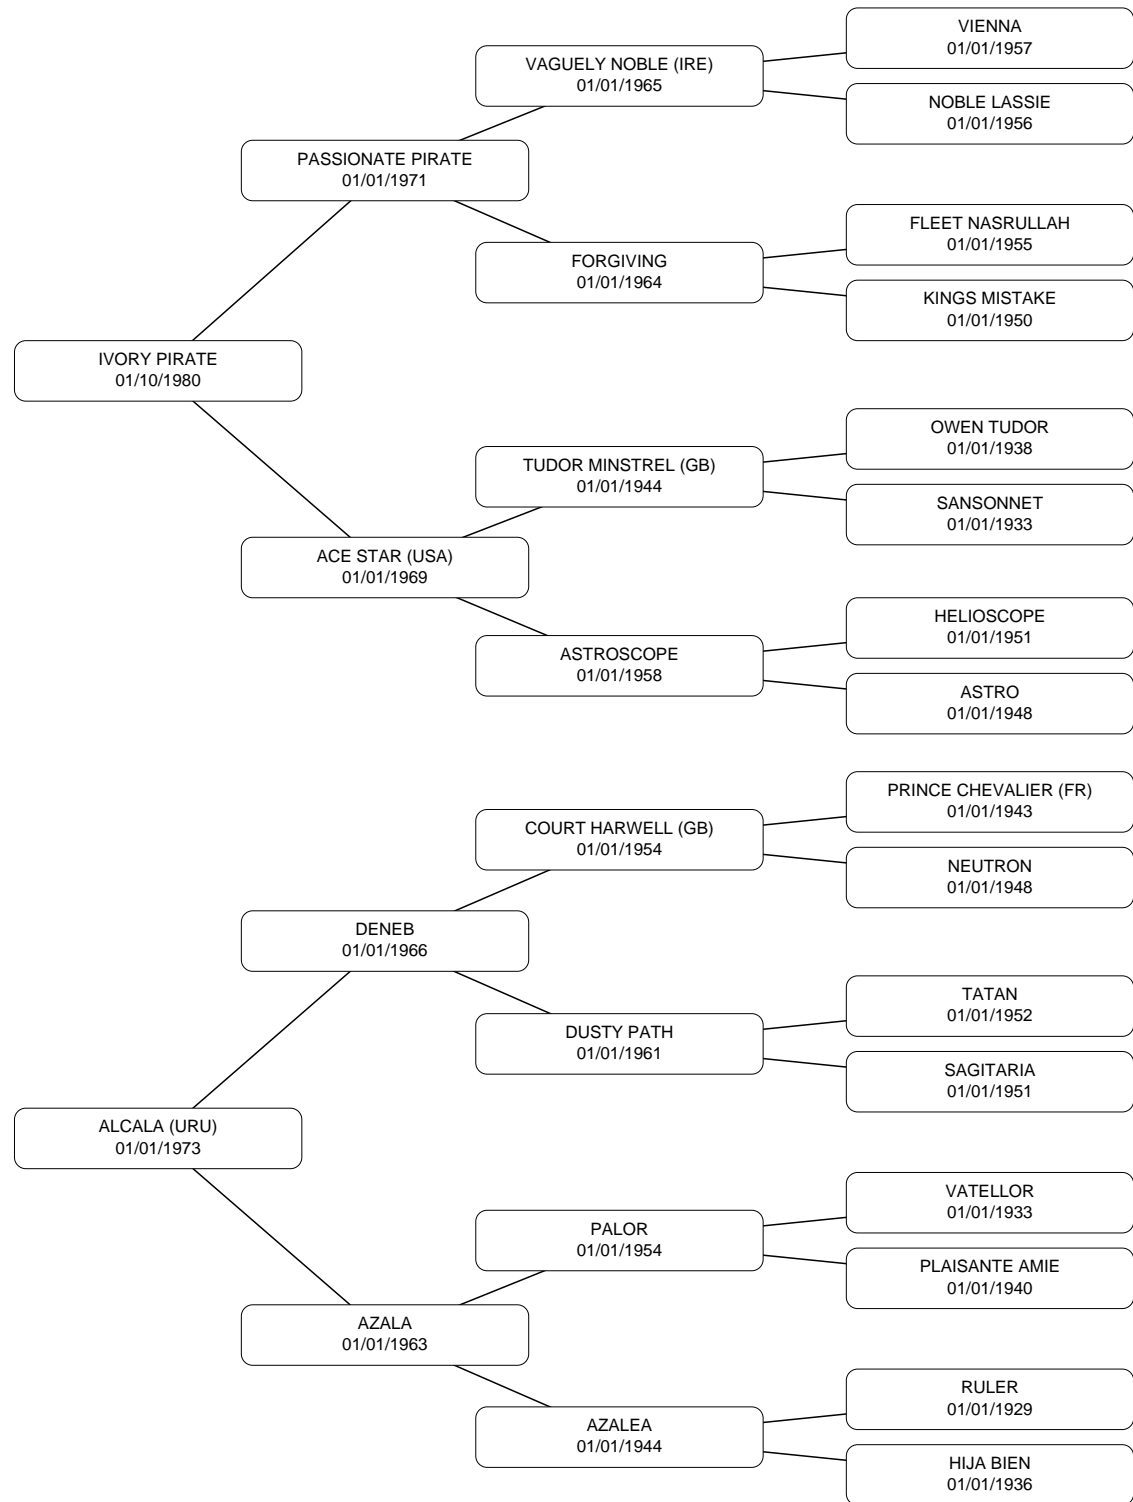 VIENNA
01/01/1957
VAGUELY NOBLE (IRE)
01/01/1965
NOBLE LASSIE
01/01/1956
PASSIONATE PIRATE
01/01/1971
FLEET NASRULLAH
01/01/1955
FORGIVING
01/01/1964
KINGS MISTAKE
01/01/1950
IVORY PIRATE
01/10/1980
OWEN TUDOR
01/01/1938
TUDOR MINSTREL (GB)
01/01/1944
SANSONNET
01/01/1933
ACE STAR (USA)
01/01/1969
HELIOSCOPE
01/01/1951
ASTROSCOPE
01/01/1958
ASTRO
01/01/1948
PRINCE CHEVALIER (FR)
01/01/1943
COURT HARWELL (GB)
01/01/1954
NEUTRON
01/01/1948
DENEB
01/01/1966
TATAN
01/01/1952
DUSTY PATH
01/01/1961
SAGITARIA
01/01/1951
ALCALA (URU)
01/01/1973
VATELLOR
01/01/1933
PALOR
01/01/1954
PLAISANTE AMIE
01/01/1940
AZALA
01/01/1963
RULER
01/01/1929
AZALEA
01/01/1944
HIJA BIEN
01/01/1936